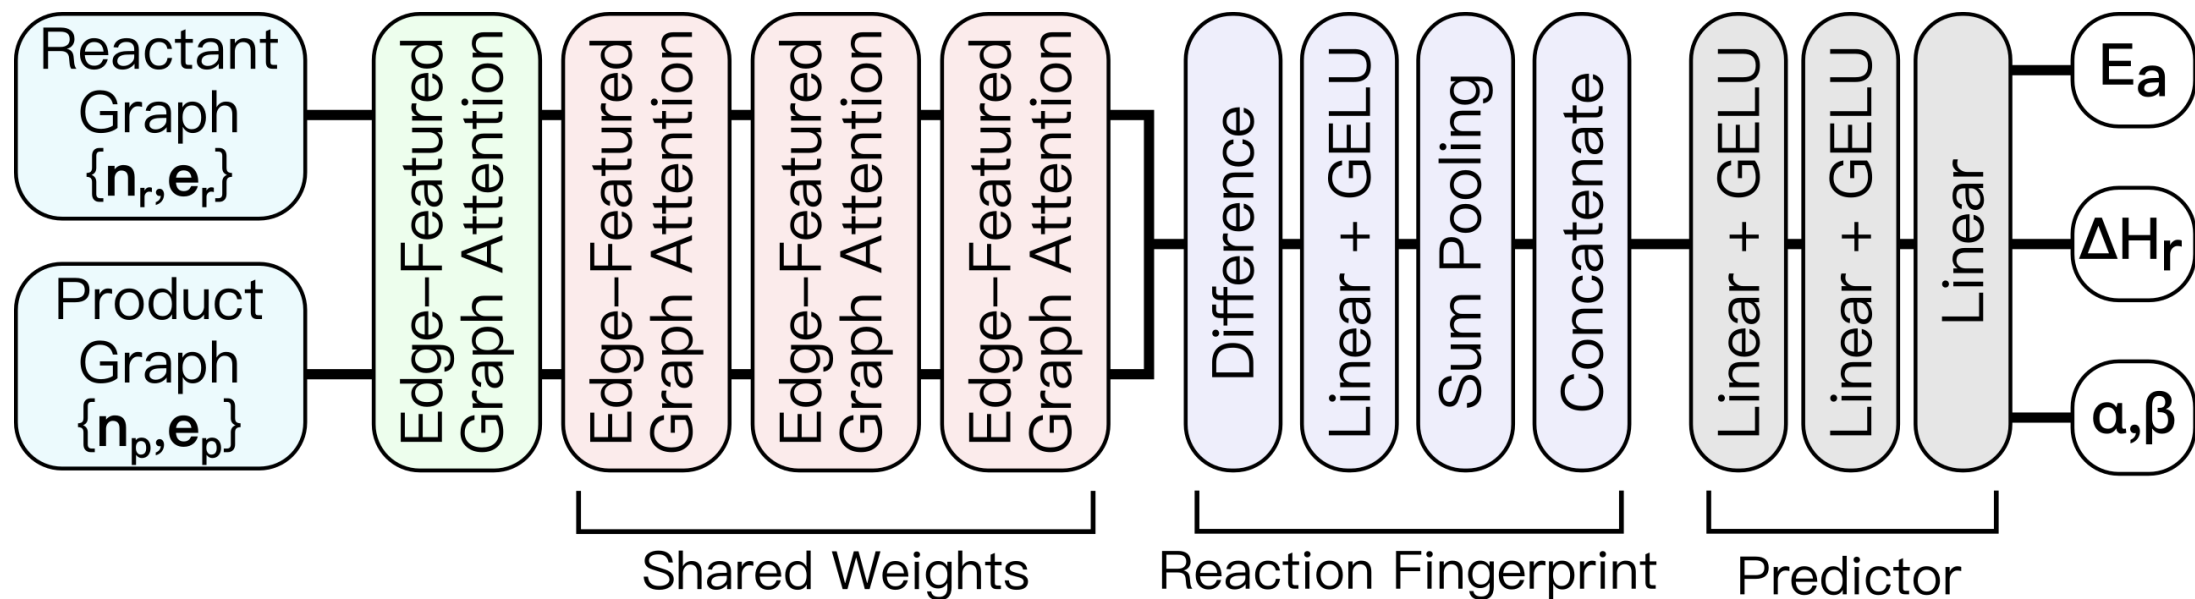 Reactant
Graph
{nr,er}
Product
Graph
{np,ep}
Edge–Featured
Graph Attention
Edge–Featured
Graph Attention
Edge–Featured
Graph Attention
Edge–Featured
Graph Attention
Shared Weights
Difference
Linear + GELU
Sum Pooling
Concatenate
Reaction Fingerprint
Linear + GELU
Linear + GELU
Linear
Predictor
Ea
ΔHr
α,β